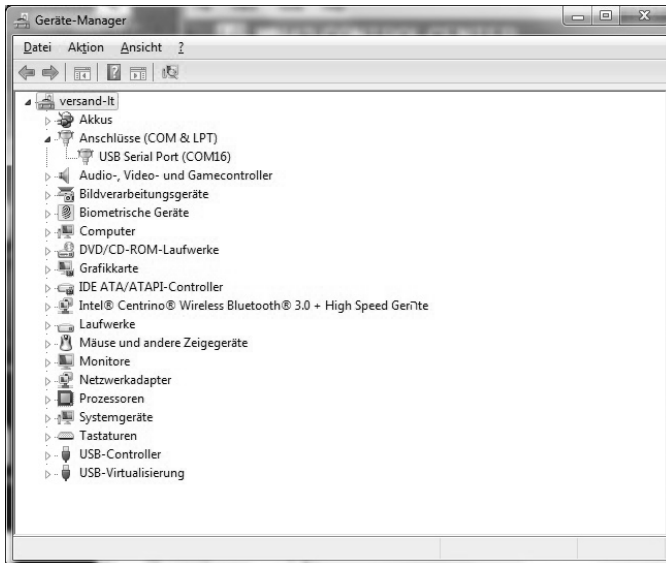 Geräte-Manager
Datei Aktion Ansicht ?
versand-lt
Akkus
Anschlüsse (COM & LPT)
USB Serial Port (COM16)
Audio-, Video- und Gamecontroller
Bildverarbeitungsgeräte
Biometrische Geräte
Computer
DVD/CD-ROM-Laufwerke
Grafikkarte
IDE ATA/ATAPI-Controller
Intel® Centrino® Wireless Bluetooth® 3.0 + High Speed Gerהte
Laufwerke
Mäuse und andere Zeigegeräte
Monitore
Netzwerkadapter
Prozessoren
Systemgeräte
Tastaturen
USB-Controller
USB-Virtualisierung